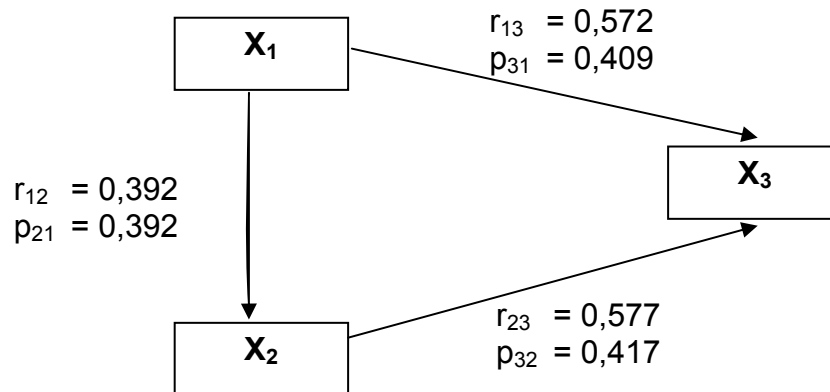 X₁
r₁₃ = 0,572
p₃₁ = 0,409
X₃
r₁₂ = 0,392
p₂₁ = 0,392
r₂₃ = 0,577
p₃₂ = 0,417
X₂